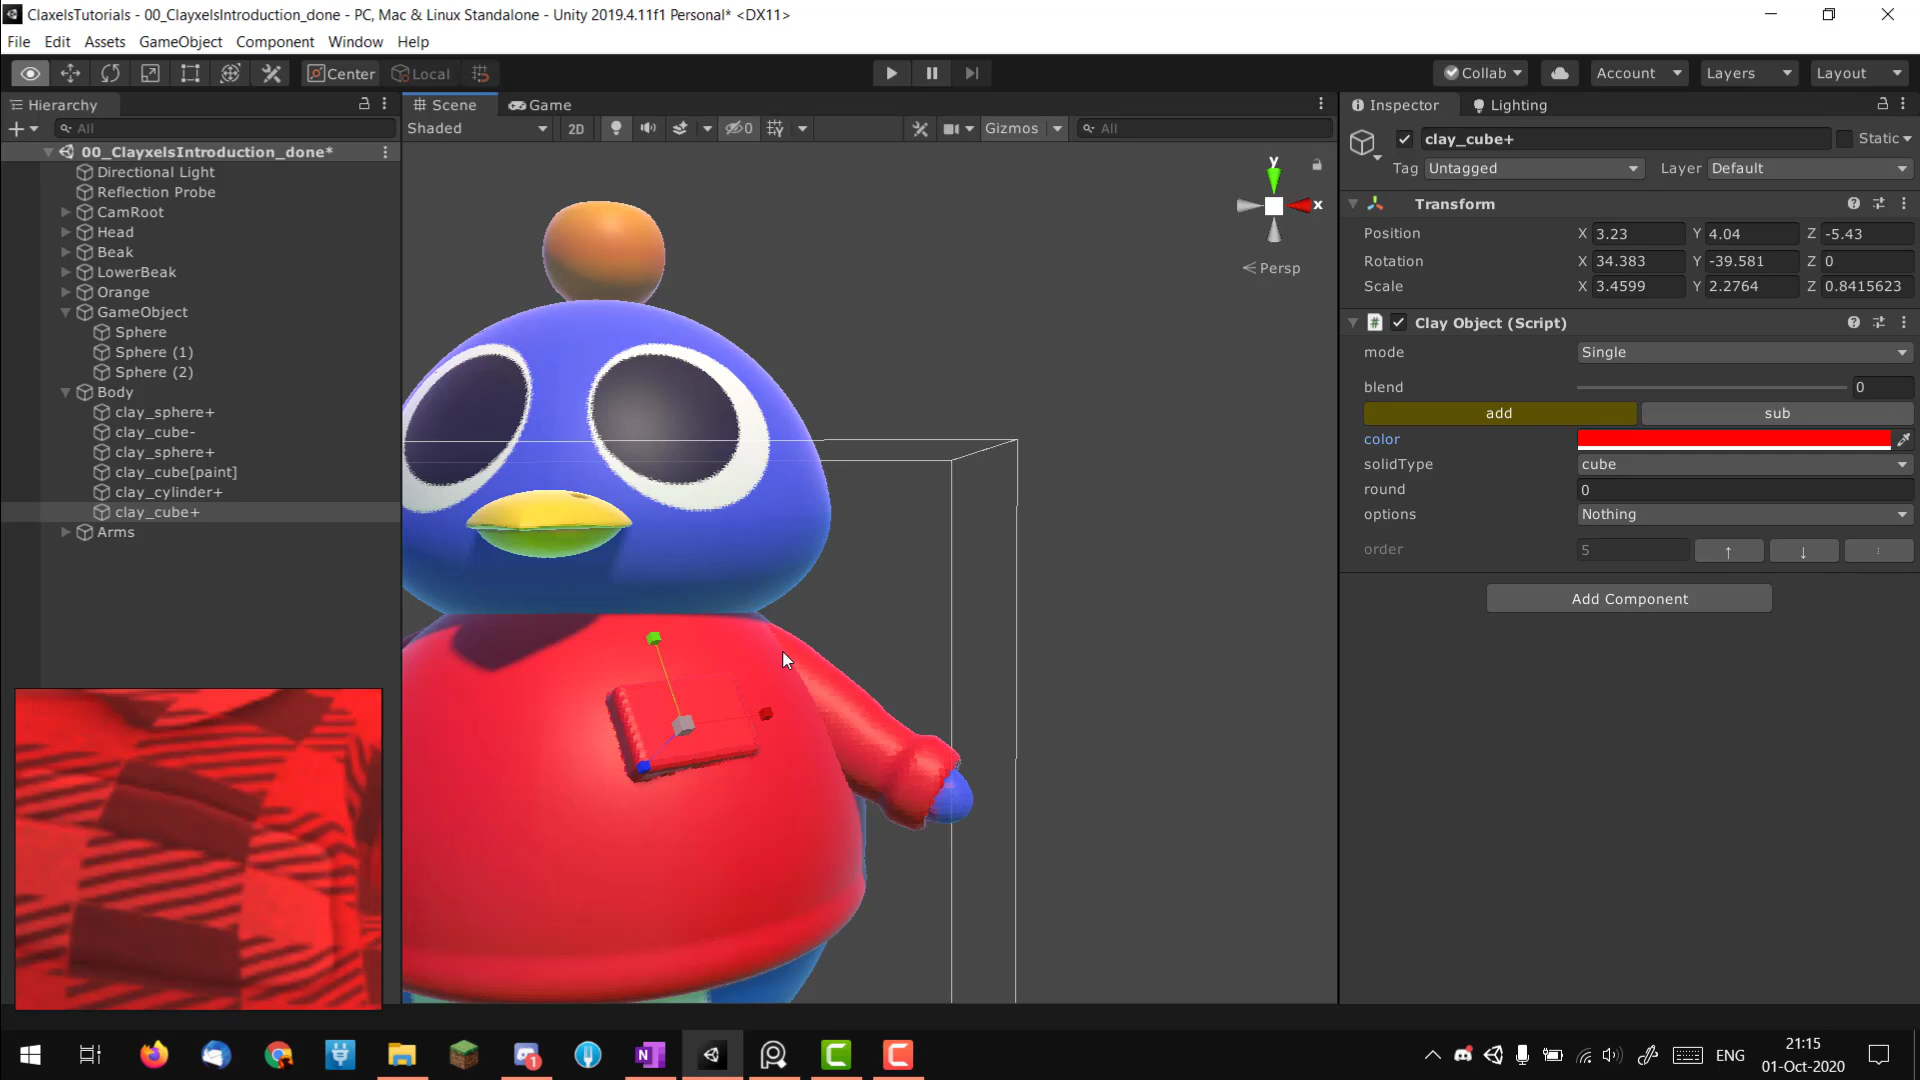 ClaxelsTutorials - 00_ClayxelsIntroduction_done - PC, Mac & Linux Standalone - Unity 2019.4.11f1 Personal* <DX11>
File Edit Assets GameObject Component Window Help
Center Local Collab Account Layers Layout
Hierarchy
All
00_ClayxelsIntroduction_done*
Directional Light
Reflection Probe
CamRoot
Head
Beak
LowerBeak
Orange
GameObject
Sphere
Sphere (1)
Sphere (2)
Body
clay_sphere+
clay_cube-
clay_sphere+
clay_cube[paint]
clay_cylinder+
clay_cube+
Arms
Scene Game
Shaded 2D 0 Gizmos All
y
x
Persp
Inspector Lighting
clay_cube+ Static
Tag Untagged Layer Default
Transform
Position X 3.23 Y 4.04 Z -5.43
Rotation X 34.383 Y -39.581 Z 0
Scale X 3.4599 Y 2.2764 Z 0.8415623
# Clay Object (Script)
mode Single
blend 0
add sub
color
solidType cube
round 0
options Nothing
order 5 ↑ ↓ :
Add Component
N 1 ENG 21:15
01-Oct-2020